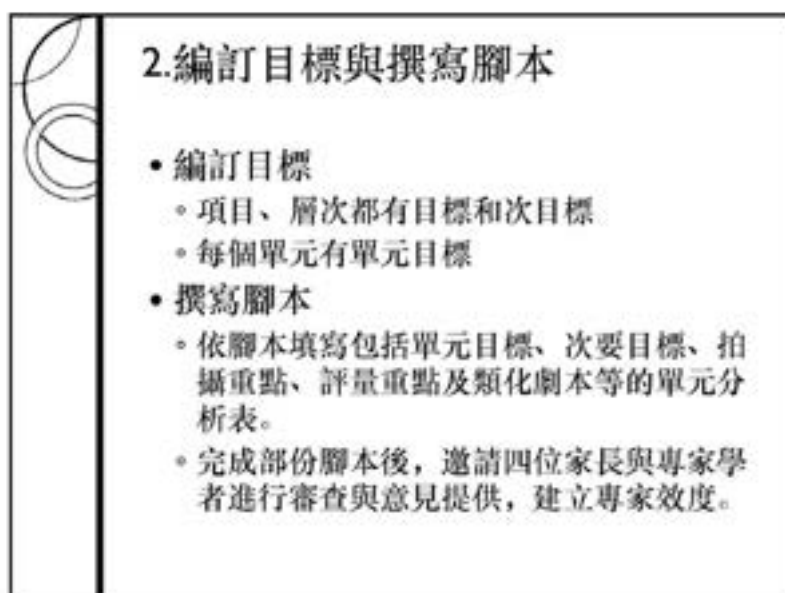 2.編訂目標與撰寫腳本
• 編訂目標
◦ 項目、層次都有目標和次目標
◦ 每個單元有單元目標
• 撰寫腳本
◦ 依腳本填寫包括單元目標、次要目標、拍
攝重點、評量重點及類化劇本等的單元分
析表。
◦ 完成部份腳本後，邀請四位家長與專家學
者進行審查與意見提供，建立專家效度。